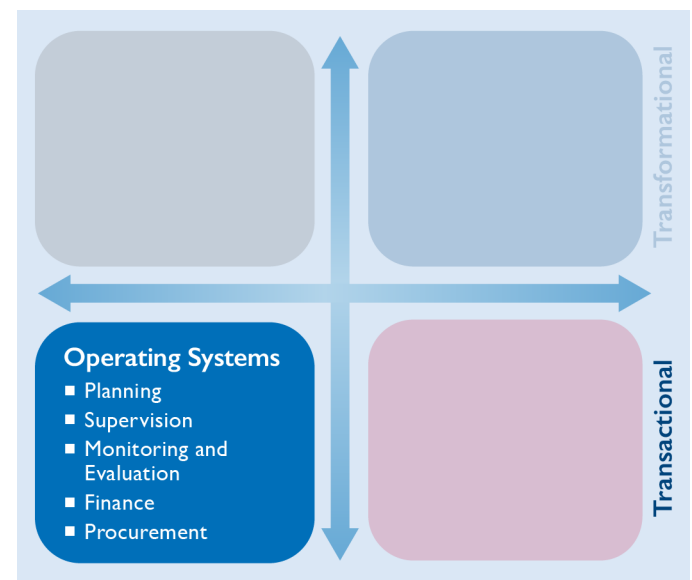 Transformational
Operating Systems
■ Planning
■ Supervision
■ Monitoring and
Evaluation
■ Finance
■ Procurement
Transactional